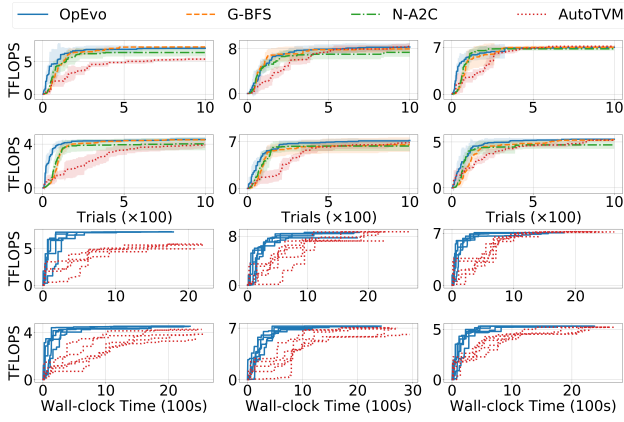 OpEvo G-BFS N-A2C AutoTVM
TFLOPS 5 0 0 5 10
8 0 0 5 10
7 0 0 5 10
TFLOPS 4 0 0 5 10
7 0 0 5 10
5 0 0 5 10
Trials (×100) Trials (×100) Trials (×100)
TFLOPS 5 0 0 10 20
8 0 0 10 20
7 0 0 10 20
TFLOPS 4 0 0 10 20
7 0 0 10 20 30
5 0 0 10 20
Wall-clock Time (100s) Wall-clock Time (100s) Wall-clock Time (100s)